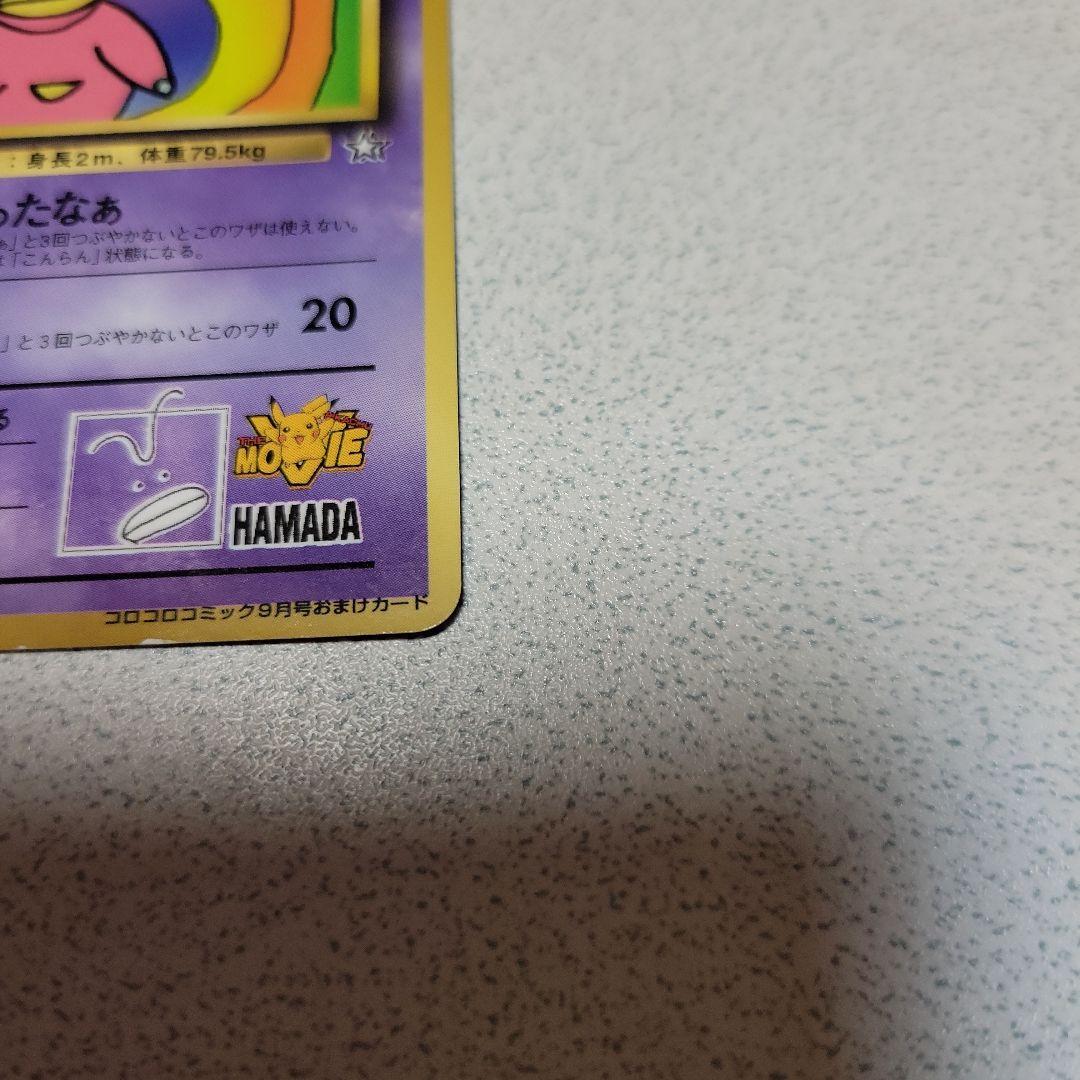 ：身長2m、体重79.5kg
ったなぁ
ぁ」と3回つぶやかないとこのワザは使えない。
は「こんらん」状態になる。
」と3回つぶやかないとこのワザ
20
る
THE
PIKACHU
MOVIE
HAMADA
コロコロコミック9月号おまけカード